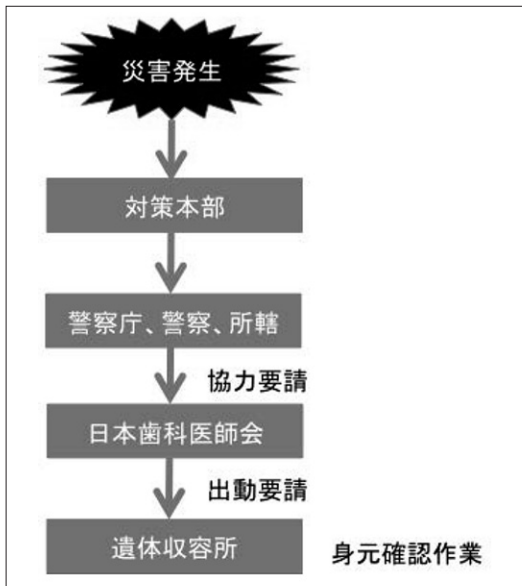 災害発生
対策本部
警察庁、警察、所轄
協力要請
日本歯科医師会
出動要請
遺体収容所
身元確認作業